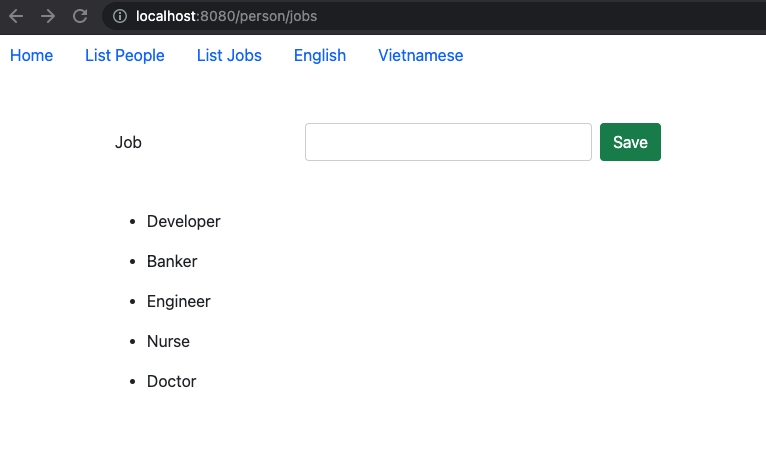 localhost:8080/person/jobs
Home List People List Jobs English Vietnamese
Job Save
Developer
Banker
Engineer
Nurse
Doctor